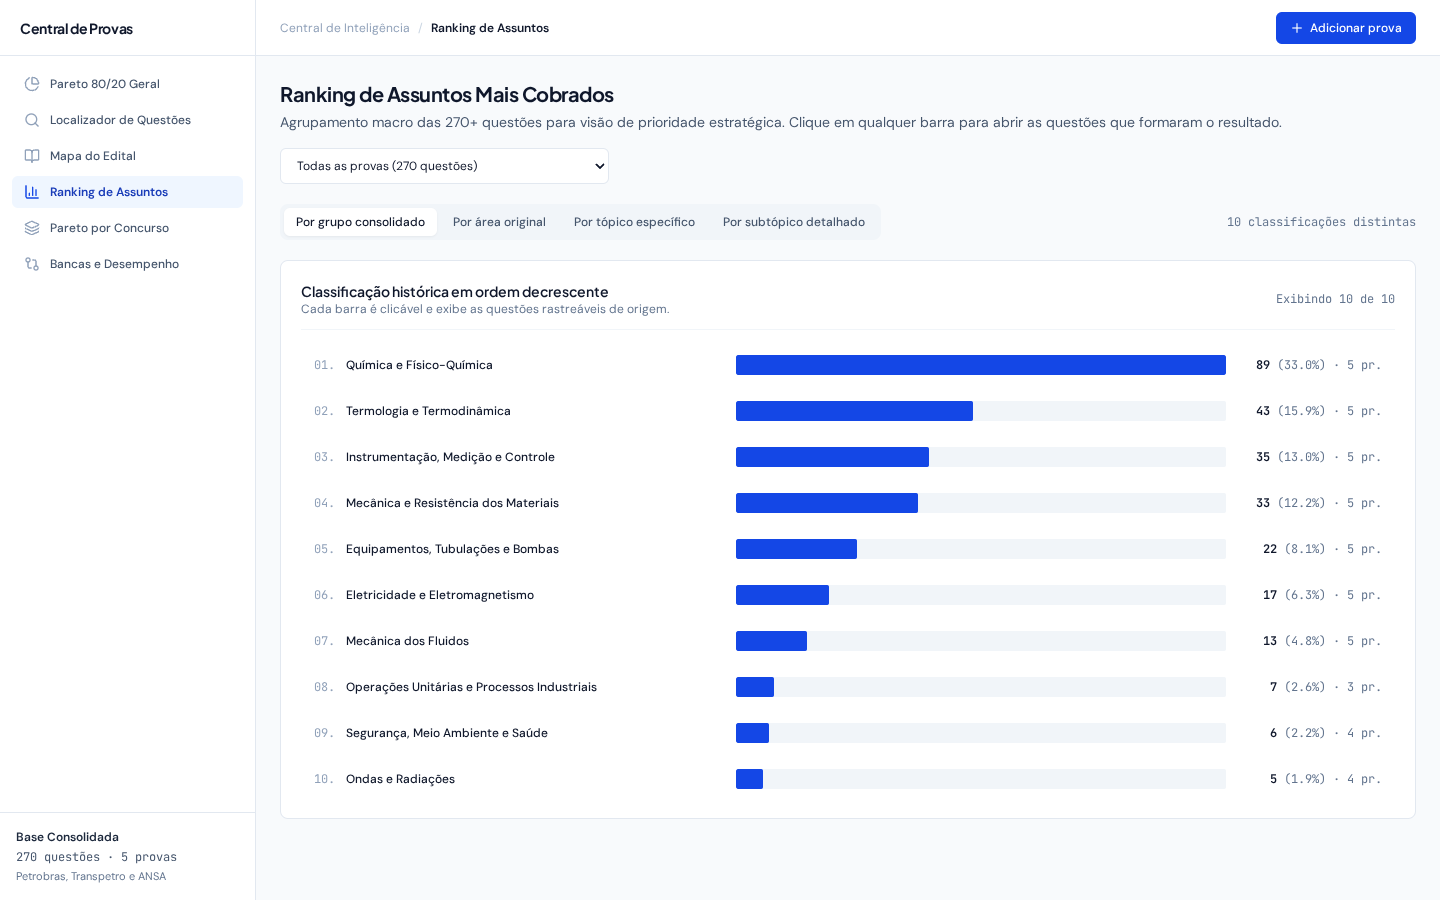 Central de Provas
Central de Inteligência / Ranking de Assuntos
Adicionar prova
Pareto 80/20 Geral
Localizador de Questões
Mapa do Edital
Ranking de Assuntos
Pareto por Concurso
Bancas e Desempenho
Ranking de Assuntos Mais Cobrados
Agrupamento macro das 270+ questões para visão de prioridade estratégica. Clique em qualquer barra para abrir as questões que formaram o resultado.
Todas as provas (270 questões)
Por grupo consolidado Por área original Por tópico específico Por subtópico detalhado
10 classificações distintas
Classificação histórica em ordem decrescente
Cada barra é clicável e exibe as questões rastreáveis de origem.
Exibindo 10 de 10
01. Química e Físico-Química 89 (33.0%) · 5 pr.
02. Termologia e Termodinâmica 43 (15.9%) · 5 pr.
03. Instrumentação, Medição e Controle 35 (13.0%) · 5 pr.
04. Mecânica e Resistência dos Materiais 33 (12.2%) · 5 pr.
05. Equipamentos, Tubulações e Bombas 22 (8.1%) · 5 pr.
06. Eletricidade e Eletromagnetismo 17 (6.3%) · 5 pr.
07. Mecânica dos Fluidos 13 (4.8%) · 5 pr.
08. Operações Unitárias e Processos Industriais 7 (2.6%) · 3 pr.
09. Segurança, Meio Ambiente e Saúde 6 (2.2%) · 4 pr.
10. Ondas e Radiações 5 (1.9%) · 4 pr.
Base Consolidada
270 questões · 5 provas
Petrobras, Transpetro e ANSA